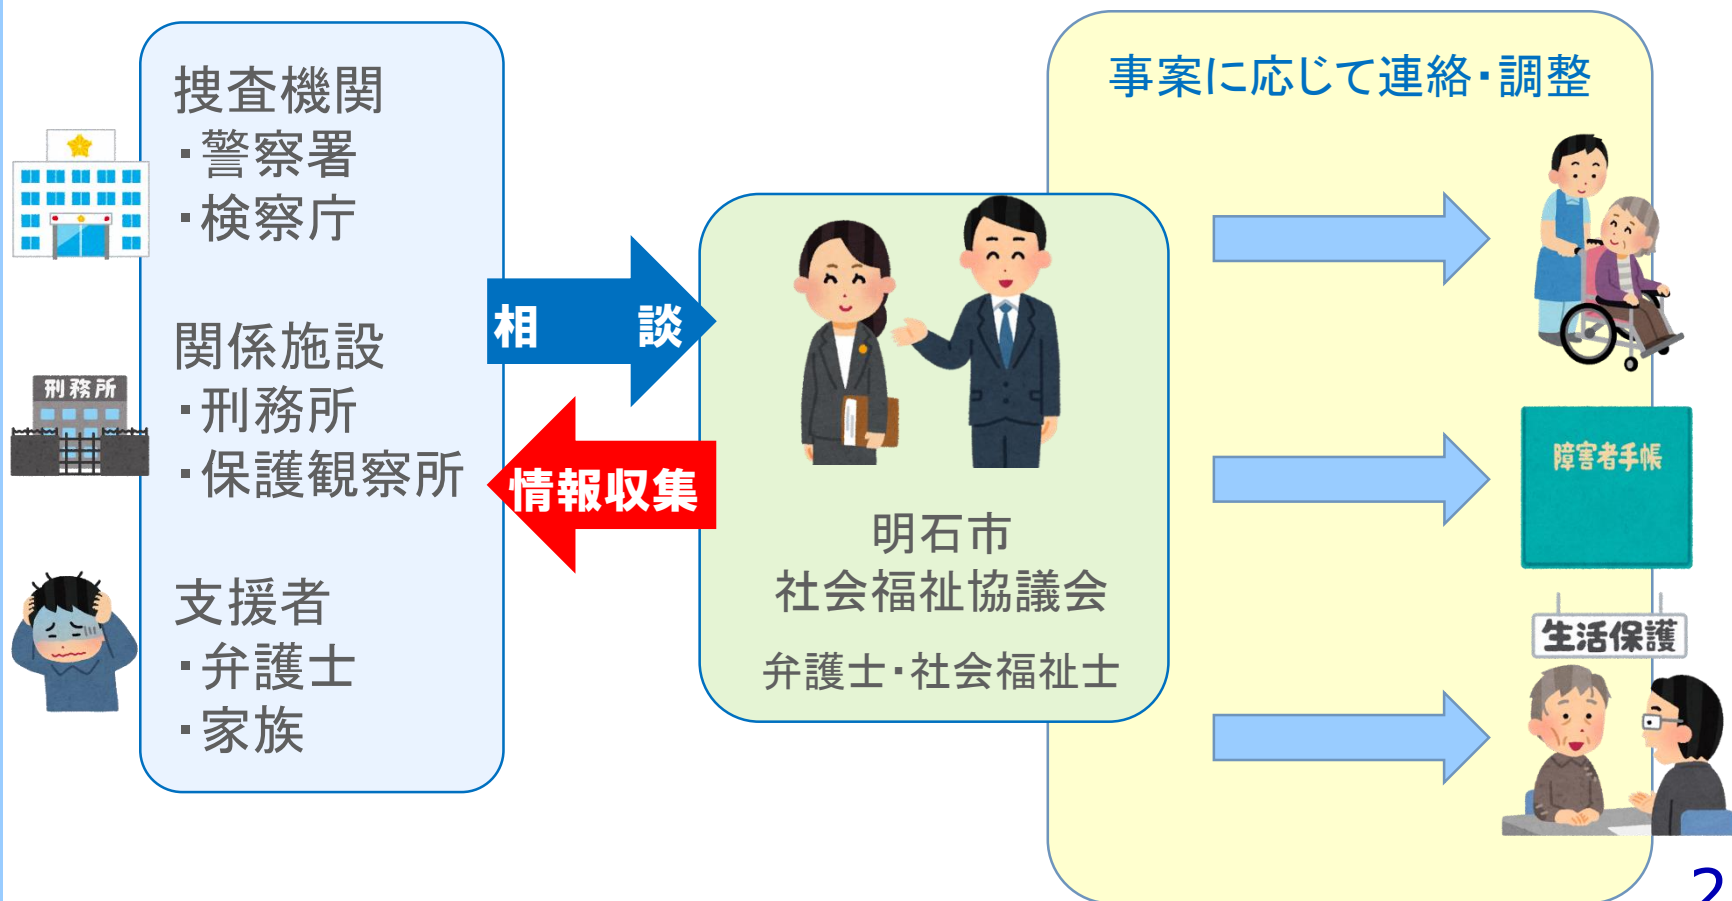 捜査機関
・警察署
・検察庁
関係施設
・刑務所
・保護観察所
支援者
・弁護士
・家族
刑務所
相　談
情報収集
明石市
社会福祉協議会
弁護士・社会福祉士
事案に応じて連絡・調整
障害者手帳
生活保護
2